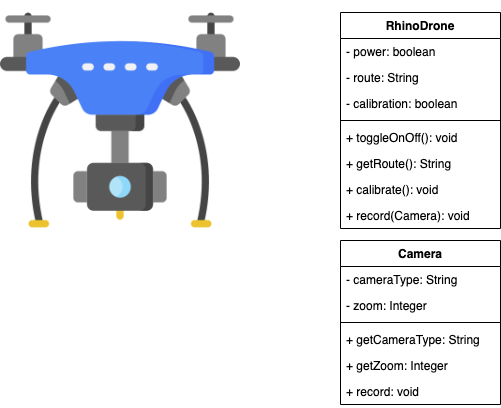 RhinoDrone
- power: boolean
- route: String
- calibration: boolean
+ toggleOnOff(): void
+ getRoute(): String
+ calibrate(): void
+ record(Camera): void
Camera
- cameraType: String
- zoom: Integer
+ getCameraType: String
+ getZoom: Integer
+ record: void